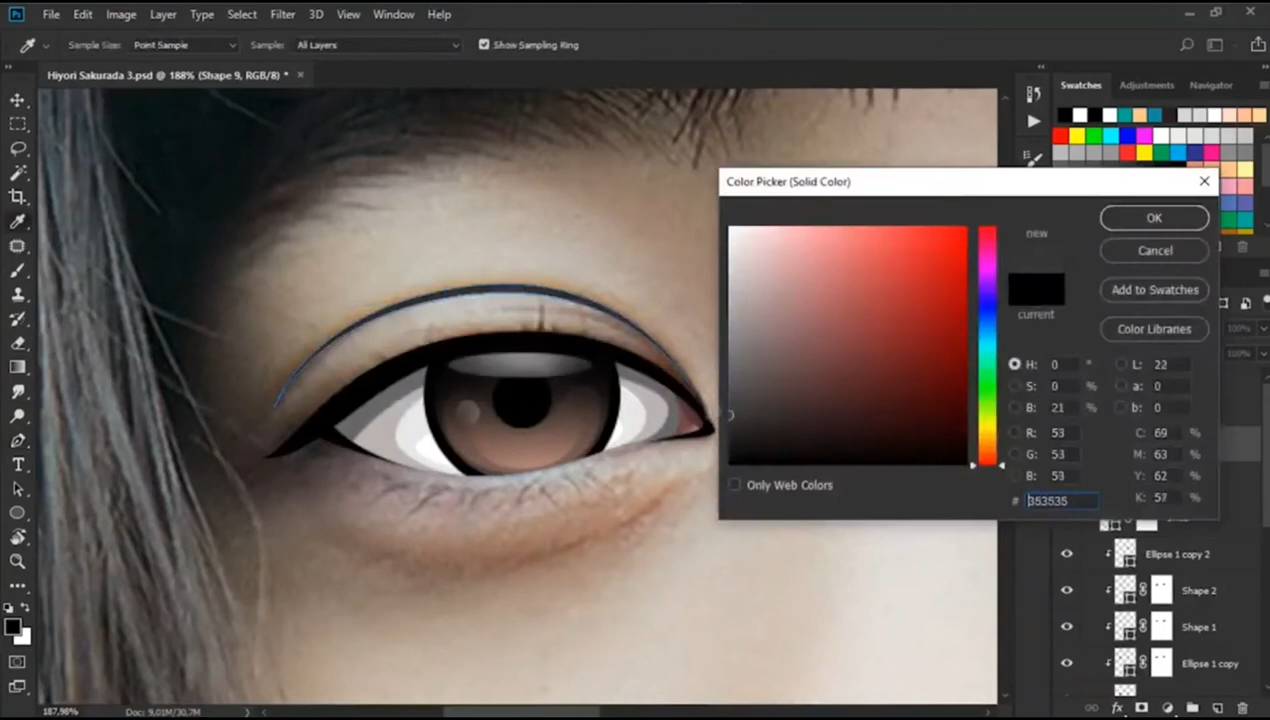 Ps File Edit Image Layer Type Select Filter 3D View Window Help
Sample Size: Point Sample Sample: All Layers Show Sampling Ring
Hiyori Sakurada 3.psd @ 188% (Shape 9, RGB/8) *
Swatches Adjustments Navigator
Color Picker (Solid Color)
OK
new
Cancel
Add to Swatches
current
Color Libraries
H: 0 ° L: 22
S: 0 % a: 0
B: 21 % b: 0
R: 53 C: 69 %
G: 53 M: 63 %
B: 53 Y: 62 %
# 353535 K: 57 %
Only Web Colors
100%
100%
Ellipse 1 copy 2
Shape 2
Shape 1
Ellipse 1 copy
187,98% Doc: 9,01M/30,7M
fx